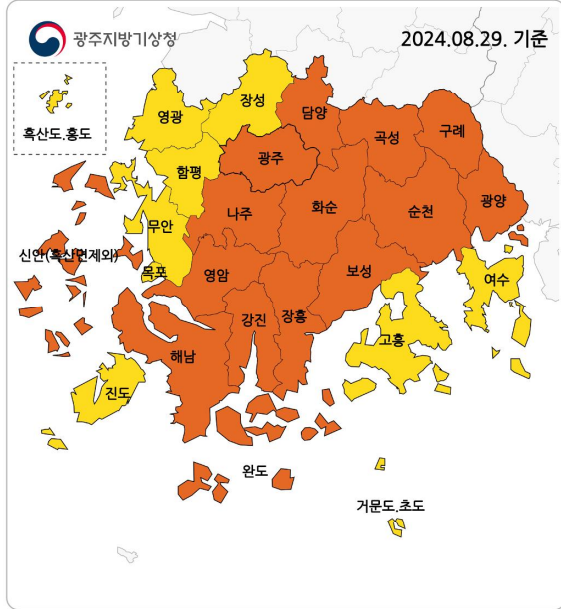 광주지방기상청
2024.08.29. 기준
흑산도.홍도
영광
장성
담양
곡성
구례
함평
광주
나주
화순
순천
광양
무안
신안(흑산면제외)
목포
영암
보성
여수
강진
장흥
고흥
해남
진도
완도
거문도.초도